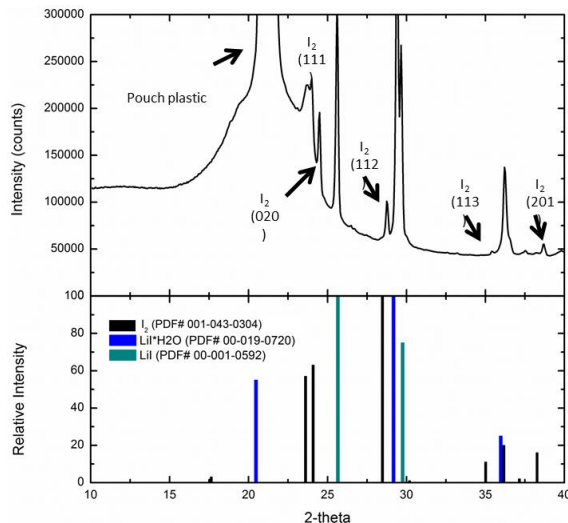 300000
250000
200000
150000
100000
50000
Intensity (counts)
Pouch plastic
I2
(111
)
I2
(020
)
I2
(112
)
I2
(113
)
I2
(201
)
100
80
60
40
20
0
Relative Intensity
I2 (PDF# 001-043-0304)
LiI*H2O (PDF# 00-019-0720)
LiI (PDF# 00-001-0592)
10 15 20 25 30 35 40
2-theta